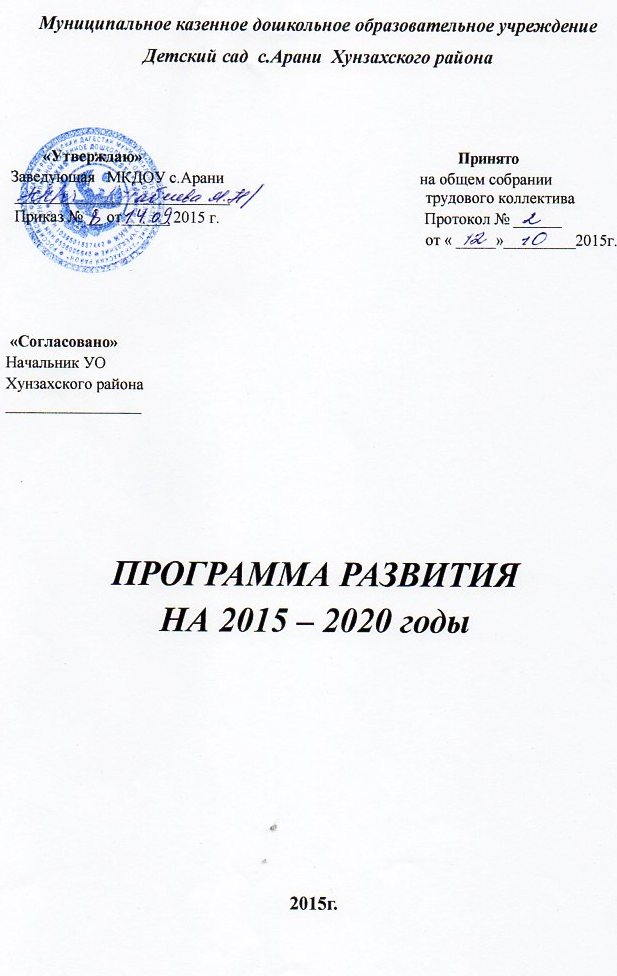 Муниципальное казенное дошкольное образовательное учреждение
Детский сад с.Арани Хунзахского района
«Утверждаю»
Заведующая МКДОУ с.Арани
Приказ № 8 от 14.09 2015 г.
Принято
на общем собрании
трудового коллектива
Протокол № 2
от « 12 » 10 2015г.
«Согласовано»
Начальник УО
Хунзахского района
ПРОГРАММА РАЗВИТИЯ
НА 2015 – 2020 годы
2015г.